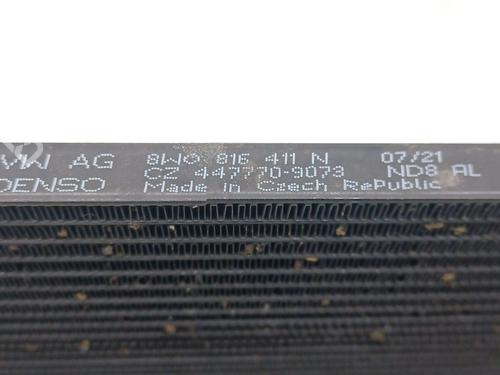 VW AG 8W0 816 411 N 07/21
DENSO CZ 447770-9073 ND8 AL
Made in Czech RePublic